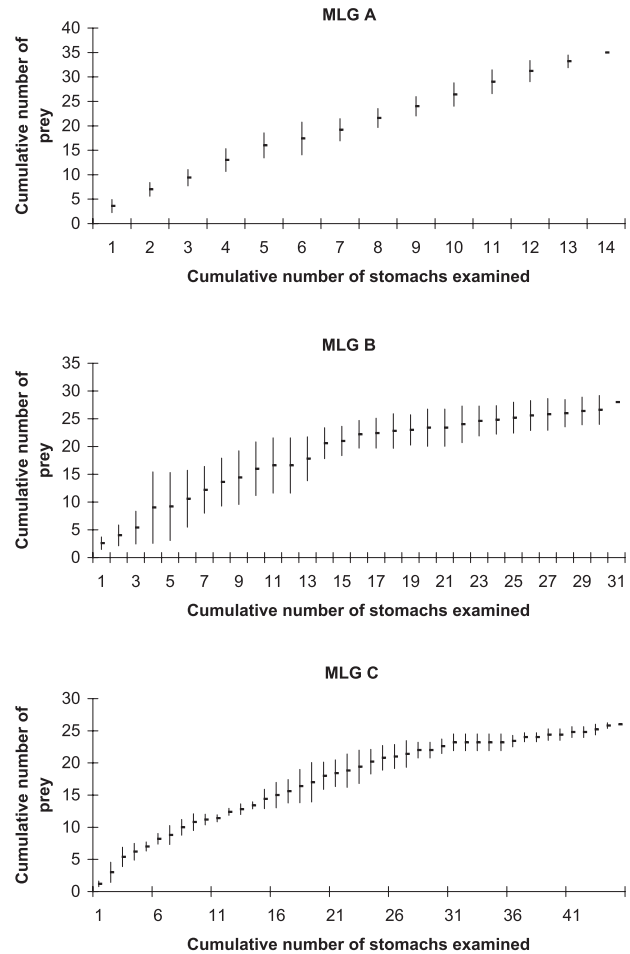 MLG A
Cumulative number of
prey
40
35
30
25
20
15
10
5
0
1 2 3 4 5 6 7 8 9 10 11 12 13 14
Cumulative number of stomachs examined
MLG B
Cumulative number of
prey
35
30
25
20
15
10
5
0
1 3 5 7 9 11 13 15 17 19 21 23 25 27 29 31
Cumulative number of stomachs examined
MLG C
Cumulative number of
prey
30
25
20
15
10
5
0
1 6 11 16 21 26 31 36 41
Cumulative number of stomachs examined